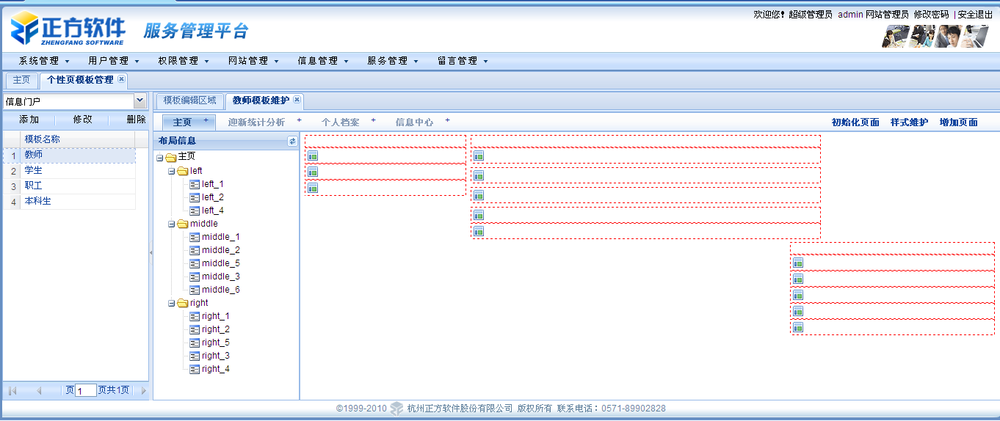 欢迎您! 超级管理员 admin 网站管理员 修改密码 | 安全退出
正方软件 服务管理平台
ZHENGFANG SOFTWARE
系统管理 用户管理 权限管理 网站管理 信息管理 服务管理 留言管理
主页 个性页模板管理
信息门户
添加 修改 删除
模板名称
1 教师
2 学生
3 职工
4 本科生
页 1 页共1页
模板编辑区域 教师模板维护
主页 + 迎新统计分析 + 个人档案 + 信息中心 +
初始化页面 样式维护 增加页面
布局信息
主页
left
left_1
left_2
left_4
middle
middle_1
middle_2
middle_5
middle_3
middle_6
right
right_1
right_2
right_5
right_3
right_4
©1999-2010 杭州正方软件股份有限公司 版权所有 联系电话：0571-89902828